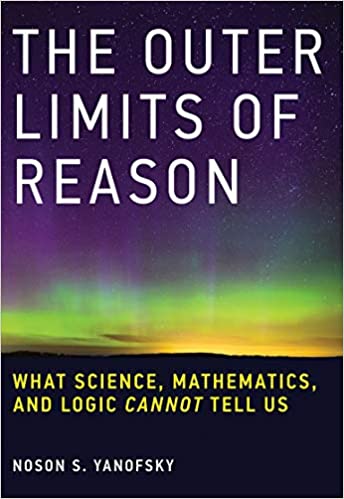 THE OUTER
LIMITS OF
REASON
WHAT SCIENCE, MATHEMATICS,
AND LOGIC CANNOT TELL US
NOSON S. YANOFSKY